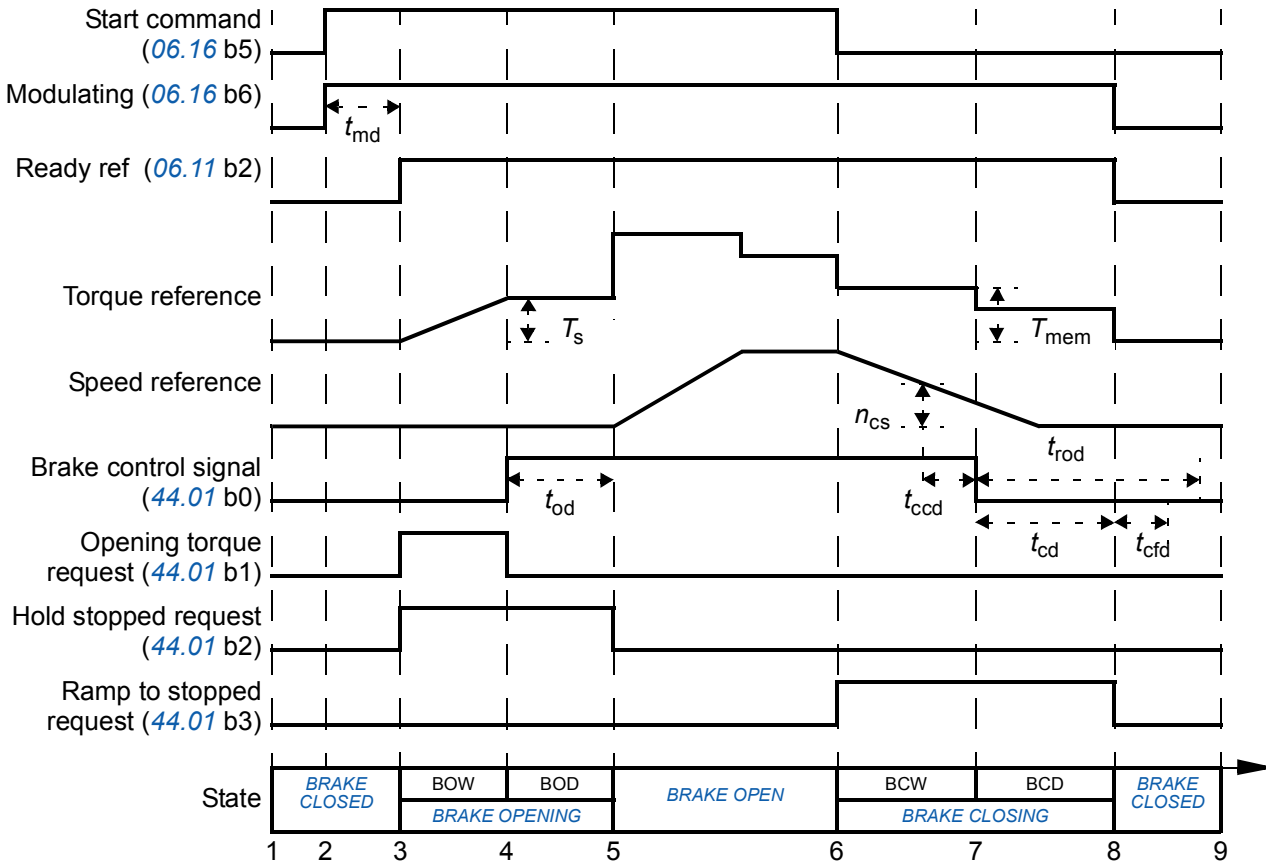 Start command
(06.16 b5)
Modulating (06.16 b6)
tmd
Ready ref (06.11 b2)
Torque reference
Ts
Tmem
Speed reference
ncs
trod
Brake control signal
(44.01 b0)
tod
tccd
tcd
tcfd
Opening torque
request (44.01 b1)
Hold stopped request
(44.01 b2)
Ramp to stopped
request (44.01 b3)
State
BRAKE
CLOSED
BOW
BOD
BRAKE OPENING
BRAKE OPEN
BCW
BCD
BRAKE CLOSING
BRAKE
CLOSED
1 2 3 4 5 6 7 8 9